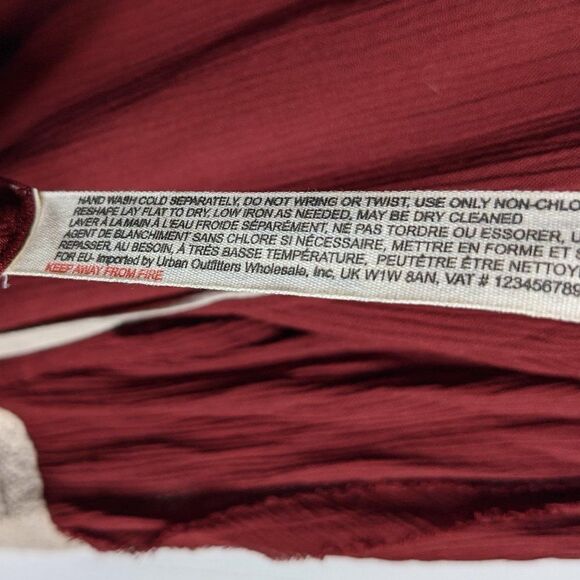 HAND WASH COLD SEPARATELY, DO NOT WRING OR TWIST, USE ONLY NON-CHLO
RESHAPE LAY FLAT TO DRY, LOW IRON AS NEEDED, MAY BE DRY CLEANED
LAVER À LA MAIN À L'EAU FROIDE SÉPARÉMENT, NE PAS TORDRE OU ESSORER, U
AGENT DE BLANCHIMENT SANS CHLORE SI NÉCESSAIRE, METTRE EN FORME ET S
REPASSER, AU BESOIN, À TRÈS BASSE TEMPÉRATURE, PEUTÉTRE ÊTRE NETTOY
FOR EU- Imported by Urban Outfitters Wholesale, Inc, UK W1W 8AN, VAT # 123456789
KEEP AWAY FROM FIRE